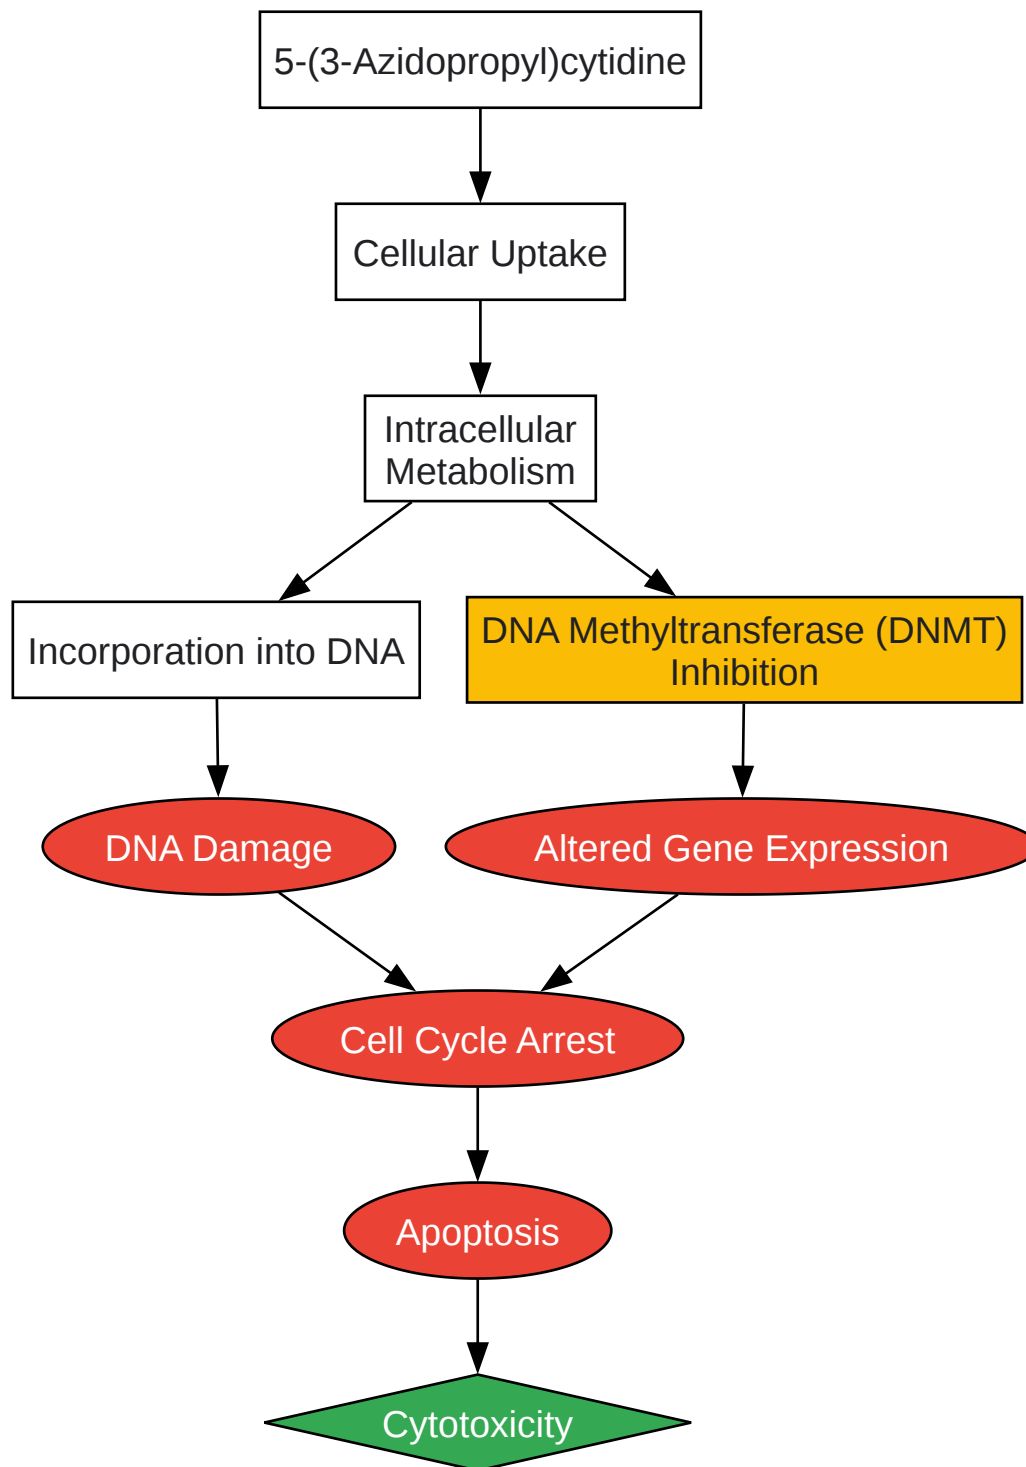 5-(3-Azidopropyl)cytidine
Cellular Uptake
Intracellular
Metabolism
Incorporation into DNA
DNA Methyltransferase (DNMT)
Inhibition
DNA Damage
Altered Gene Expression
Cell Cycle Arrest
Apoptosis
Cytotoxicity